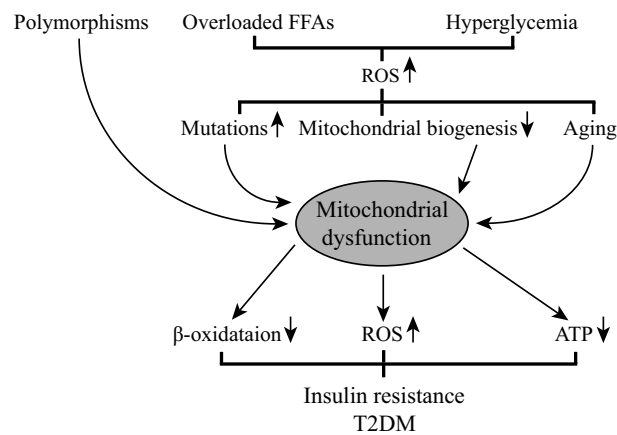 Polymorphisms Overloaded FFAs Hyperglycemia
ROS
Mutations Mitochondrial biogenesis Aging
Mitochondrial
dysfunction
β-oxidataion ROS ATP
Insulin resistance
T2DM